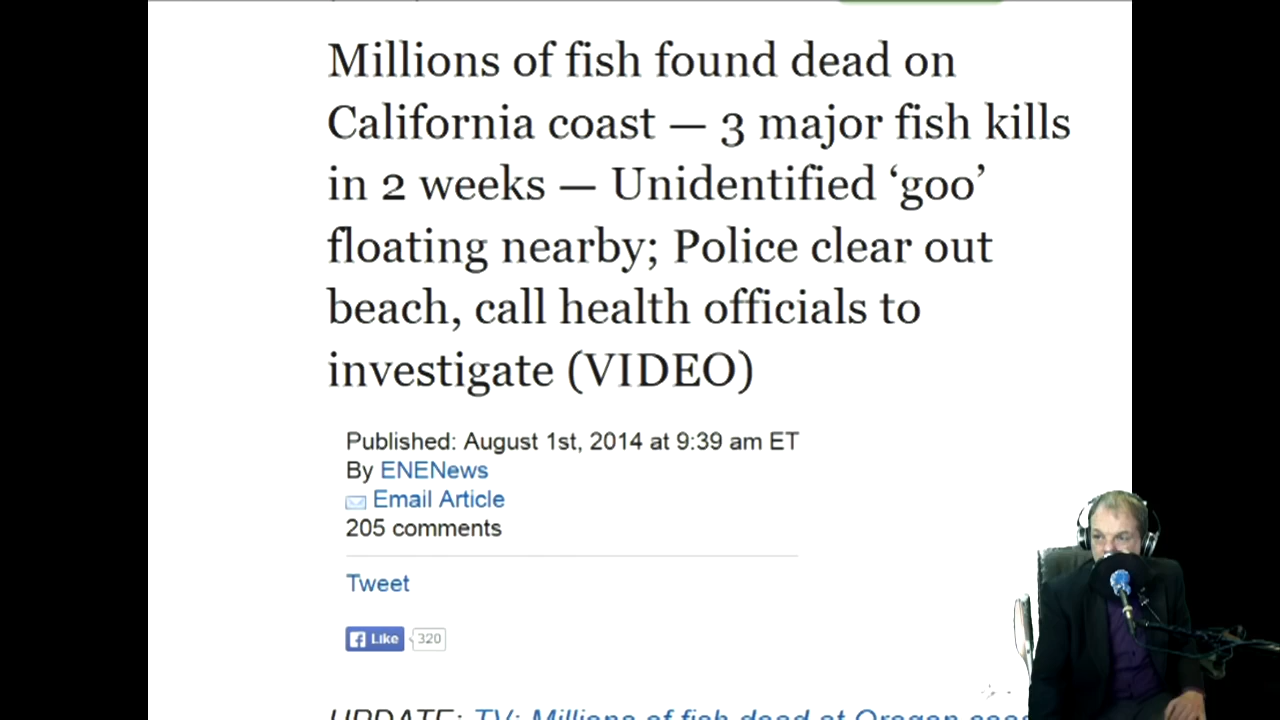 Millions of fish found dead on
California coast — 3 major fish kills
in 2 weeks — Unidentified ‘goo’
floating nearby; Police clear out
beach, call health officials to
investigate (VIDEO)
Published: August 1st, 2014 at 9:39 am ET
By ENENews
Email Article
205 comments
Tweet
Like 320
UPDATE: TV: Millions of fish dead at Oregon